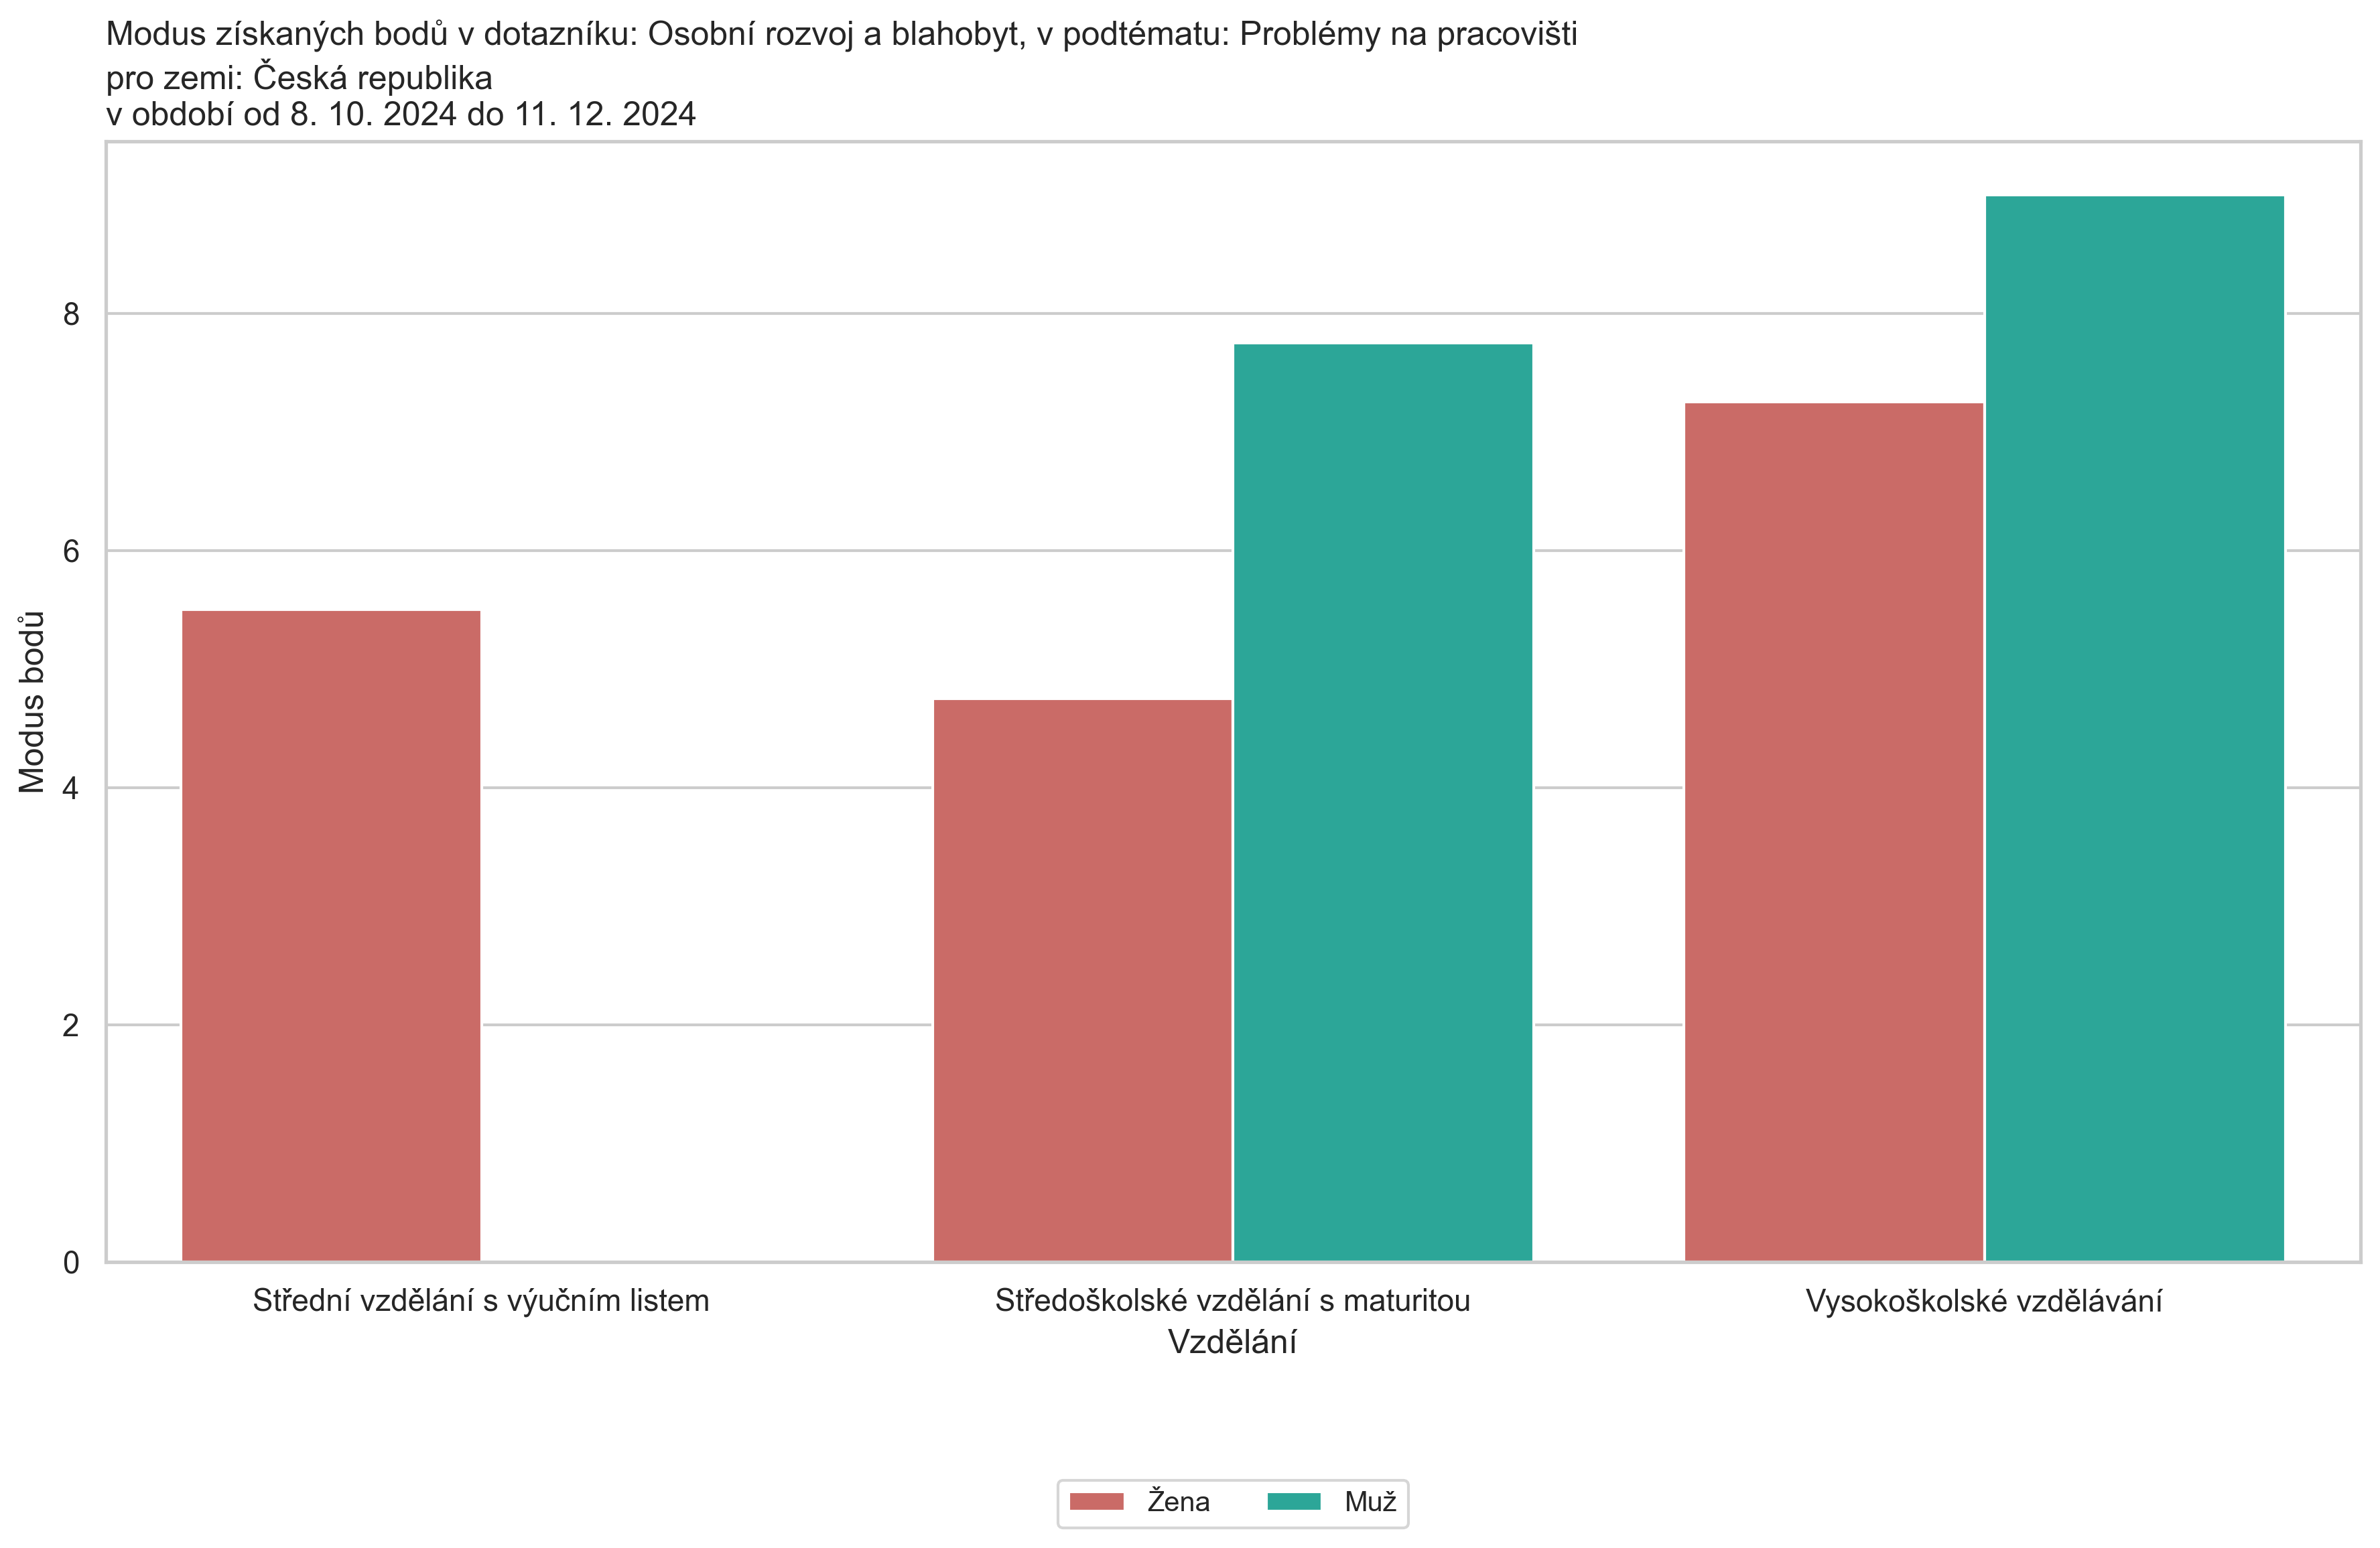 Modus získaných bodů v dotazníku: Osobní rozvoj a blahobyt, v podtématu: Problémy na pracovišti
pro zemi: Česká republika
v období od 8. 10. 2024 do 11. 12. 2024
Modus bodů
8
6
4
2
0
Střední vzdělání s výučním listem
Středoškolské vzdělání s maturitou
Vysokoškolské vzdělávání
Vzdělání
Žena
Muž